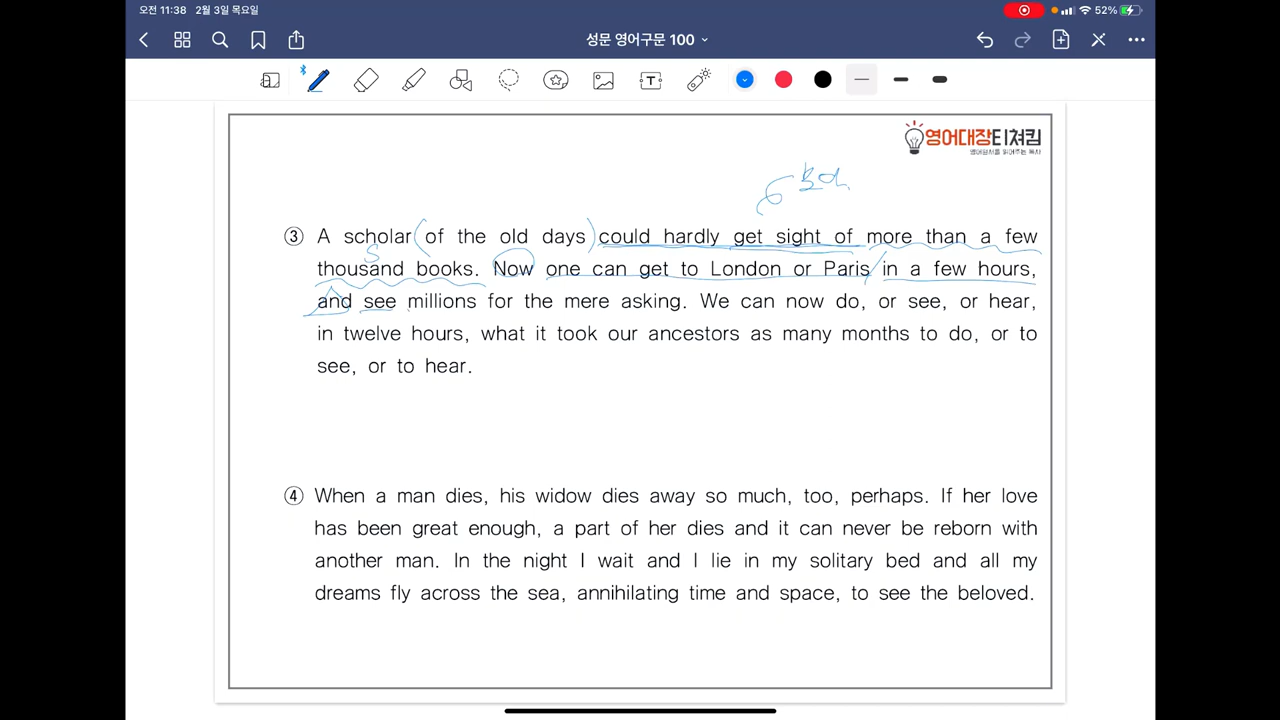 오전 11:38 2월 3일 목요일
52%
성문 영어구문 100
T
영어대장티쳐킴
③ A scholar of the old days could hardly get sight of more than a few
S
thousand books. Now one can get to London or Paris in a few hours,
and see millions for the mere asking. We can now do, or see, or hear,
in twelve hours, what it took our ancestors as many months to do, or to
see, or to hear.
④ When a man dies, his widow dies away so much, too, perhaps. If her love
has been great enough, a part of her dies and it can never be reborn with
another man. In the night I wait and I lie in my solitary bed and all my
dreams fly across the sea, annihilating time and space, to see the beloved.